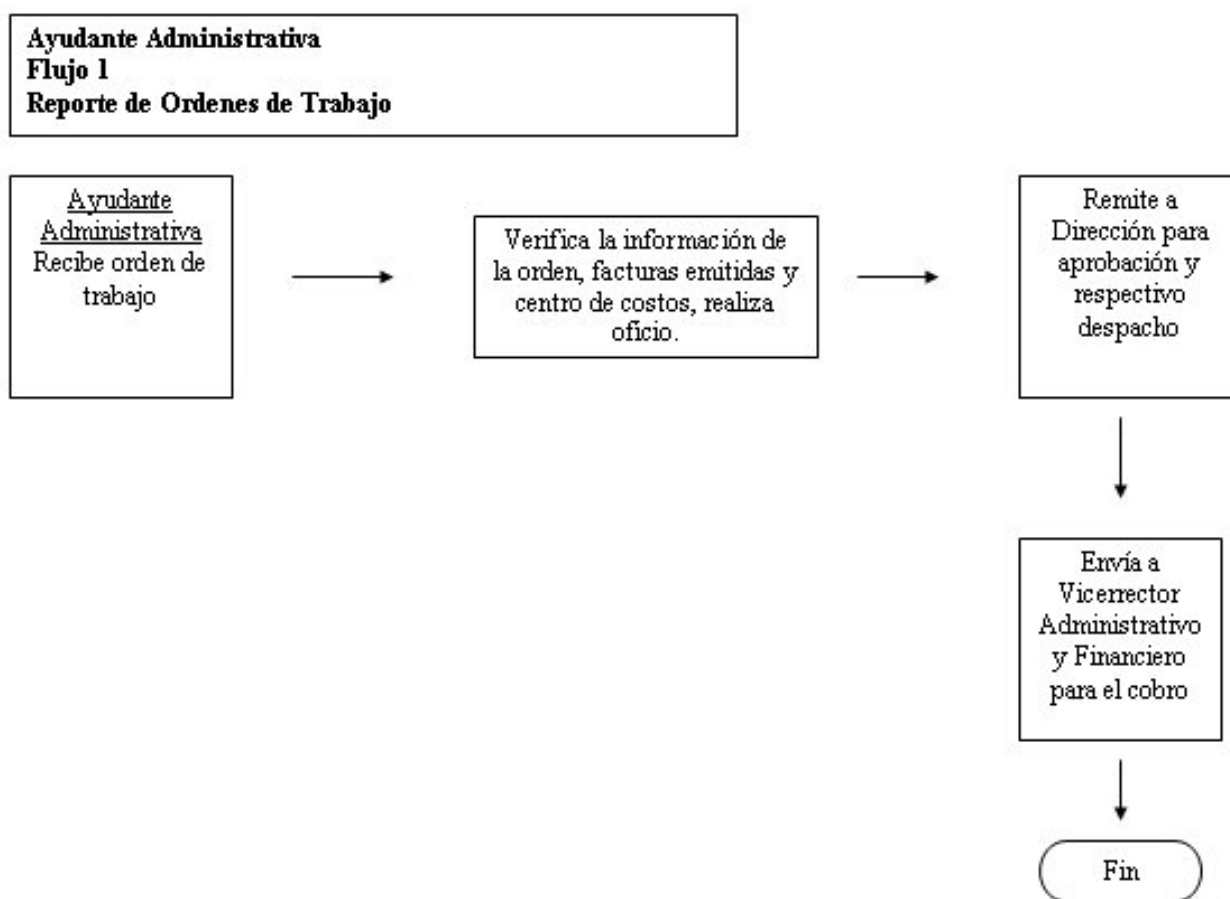 Ayudante Administrativa
Flujo 1
Reporte de Ordenes de Trabajo
Ayudante
Administrativa
Recibe orden de
trabajo
Verifica la información de
la orden, facturas emitidas y
centro de costos, realiza
oficio.
Remite a
Dirección para
aprobación y
respectivo
despacho
Envía a
Vicerrector
Administrativo
y Financiero
para el cobro
Fin